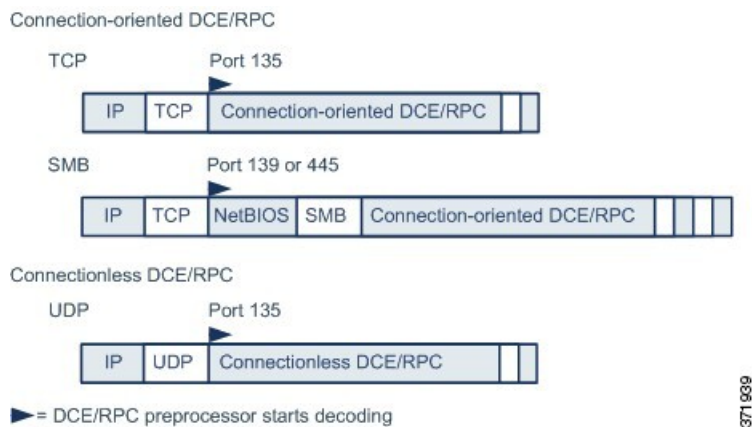 Connection-oriented DCE/RPC
TCP Port 135
IP TCP Connection-oriented DCE/RPC
SMB Port 139 or 445
IP TCP NetBIOS SMB Connection-oriented DCE/RPC
Connectionless DCE/RPC
UDP Port 135
IP UDP Connectionless DCE/RPC
= DCE/RPC preprocessor starts decoding
371939